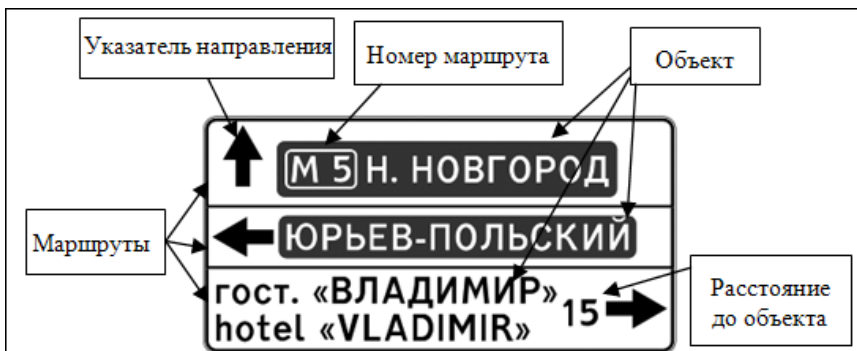 Указатель направления
Номер маршрута
Объект
М 5 Н. НОВГОРОД
ЮРЬЕВ-ПОЛЬСКИЙ
Маршруты
гост. «ВЛАДИМИР»
hotel «VLADIMIR»
15
Расстояние
до объекта